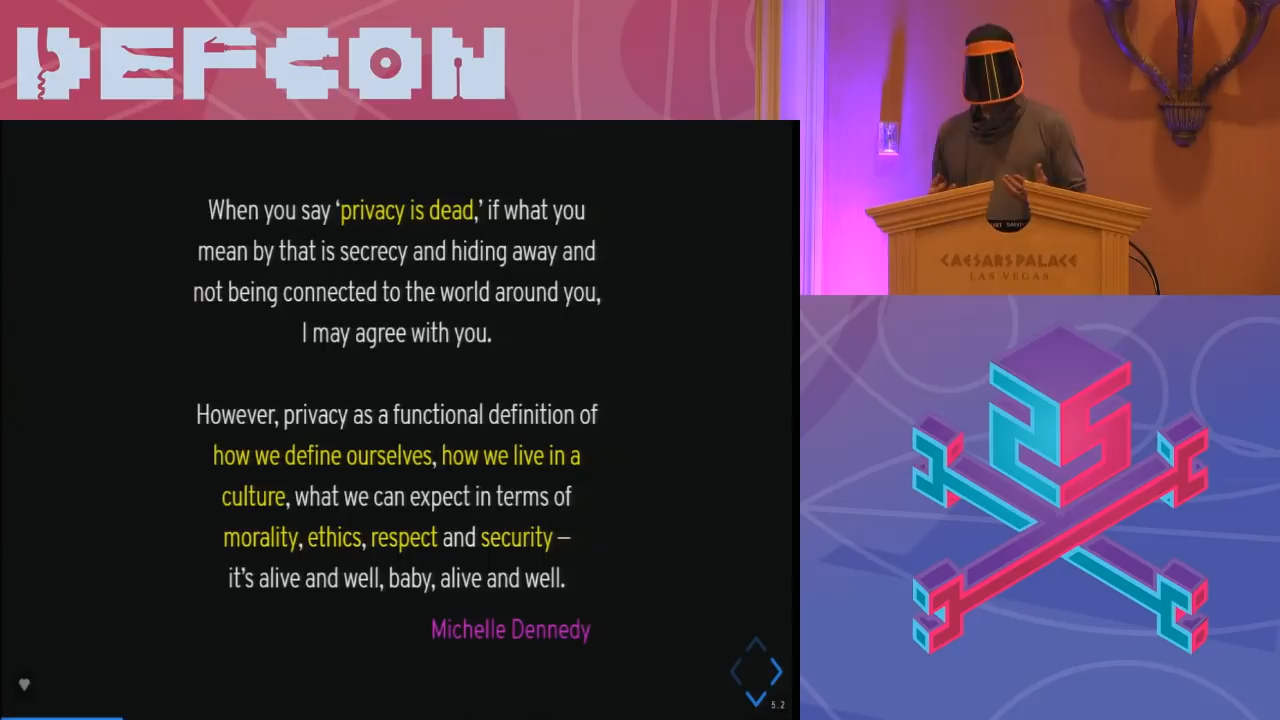 DEFCON
When you say ‘privacy is dead,’ if what you
mean by that is secrecy and hiding away and
not being connected to the world around you,
I may agree with you.
However, privacy as a functional definition of
how we define ourselves, how we live in a
culture, what we can expect in terms of
morality, ethics, respect and security –
it’s alive and well, baby, alive and well.
Michelle Dennedy
5.2
CAESARS PALACE
LAS VEGAS
25